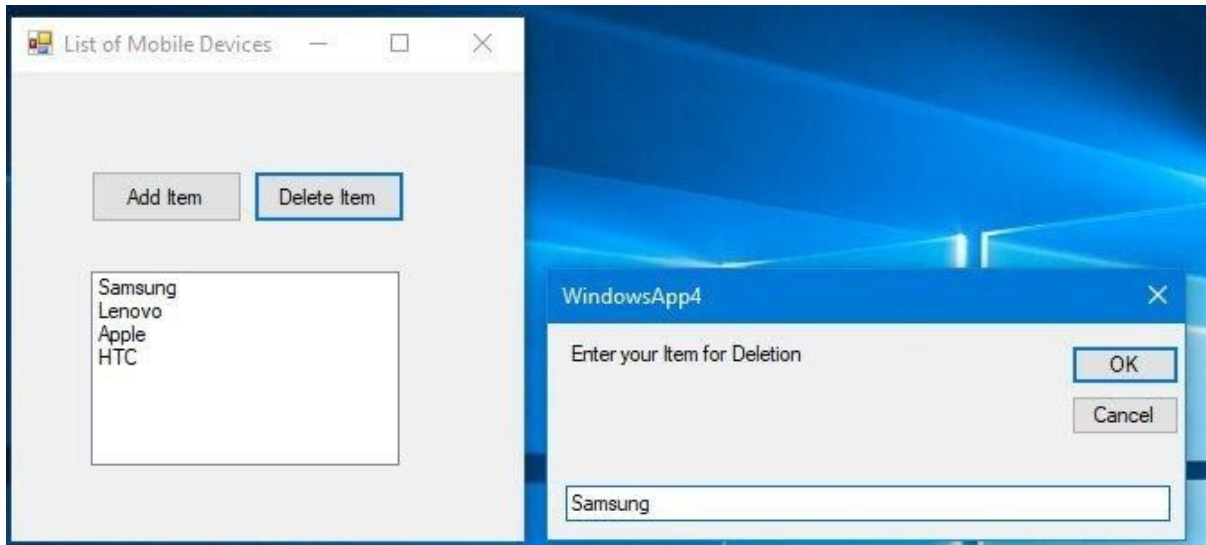 List of Mobile Devices
Add Item
Delete Item
Samsung
Lenovo
Apple
HTC
WindowsApp4
Enter your Item for Deletion
OK
Cancel
Samsung